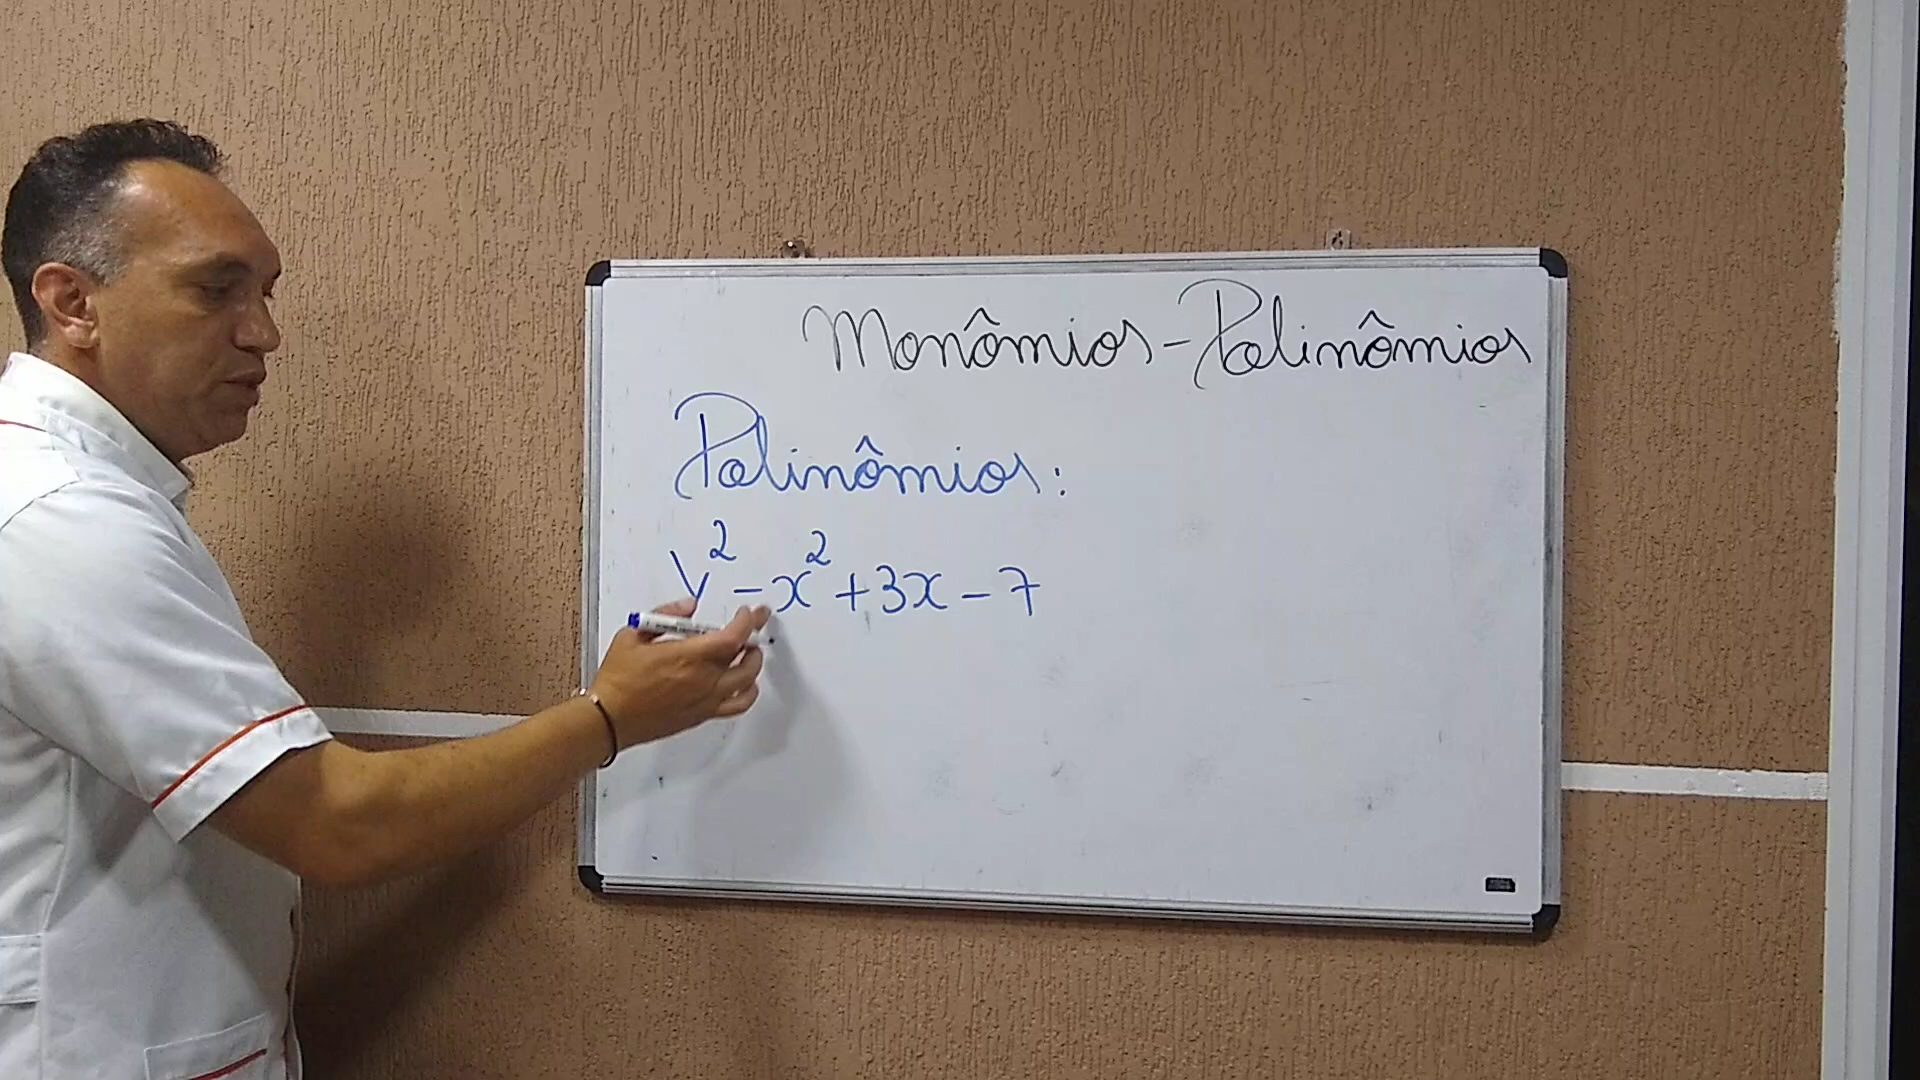 Monômios - Polinômios
Polinômios:
y² - x² + 3x - 7